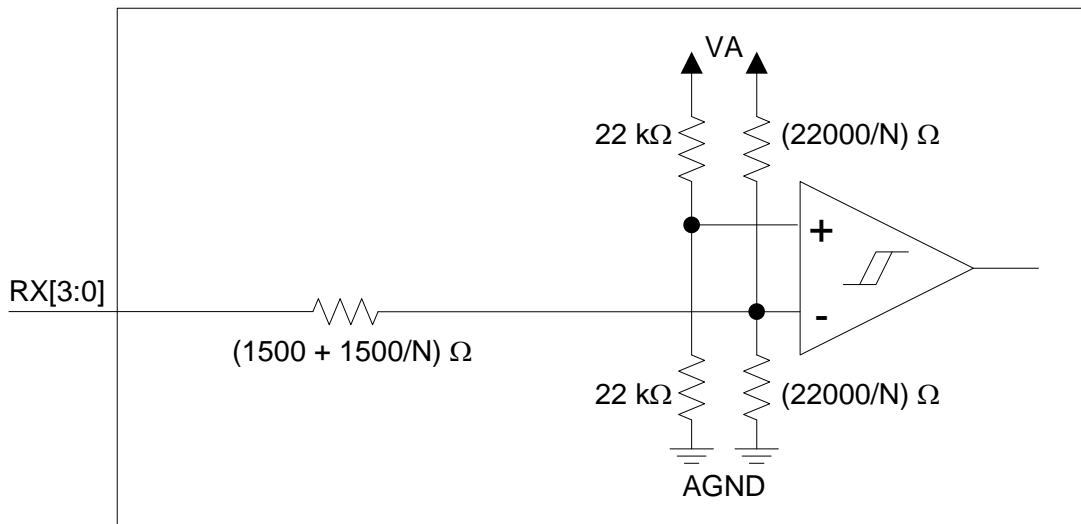 VA
22 kΩ
(22000/N) Ω
+
RX[3:0]
-
(1500 + 1500/N) Ω
22 kΩ
(22000/N) Ω
AGND